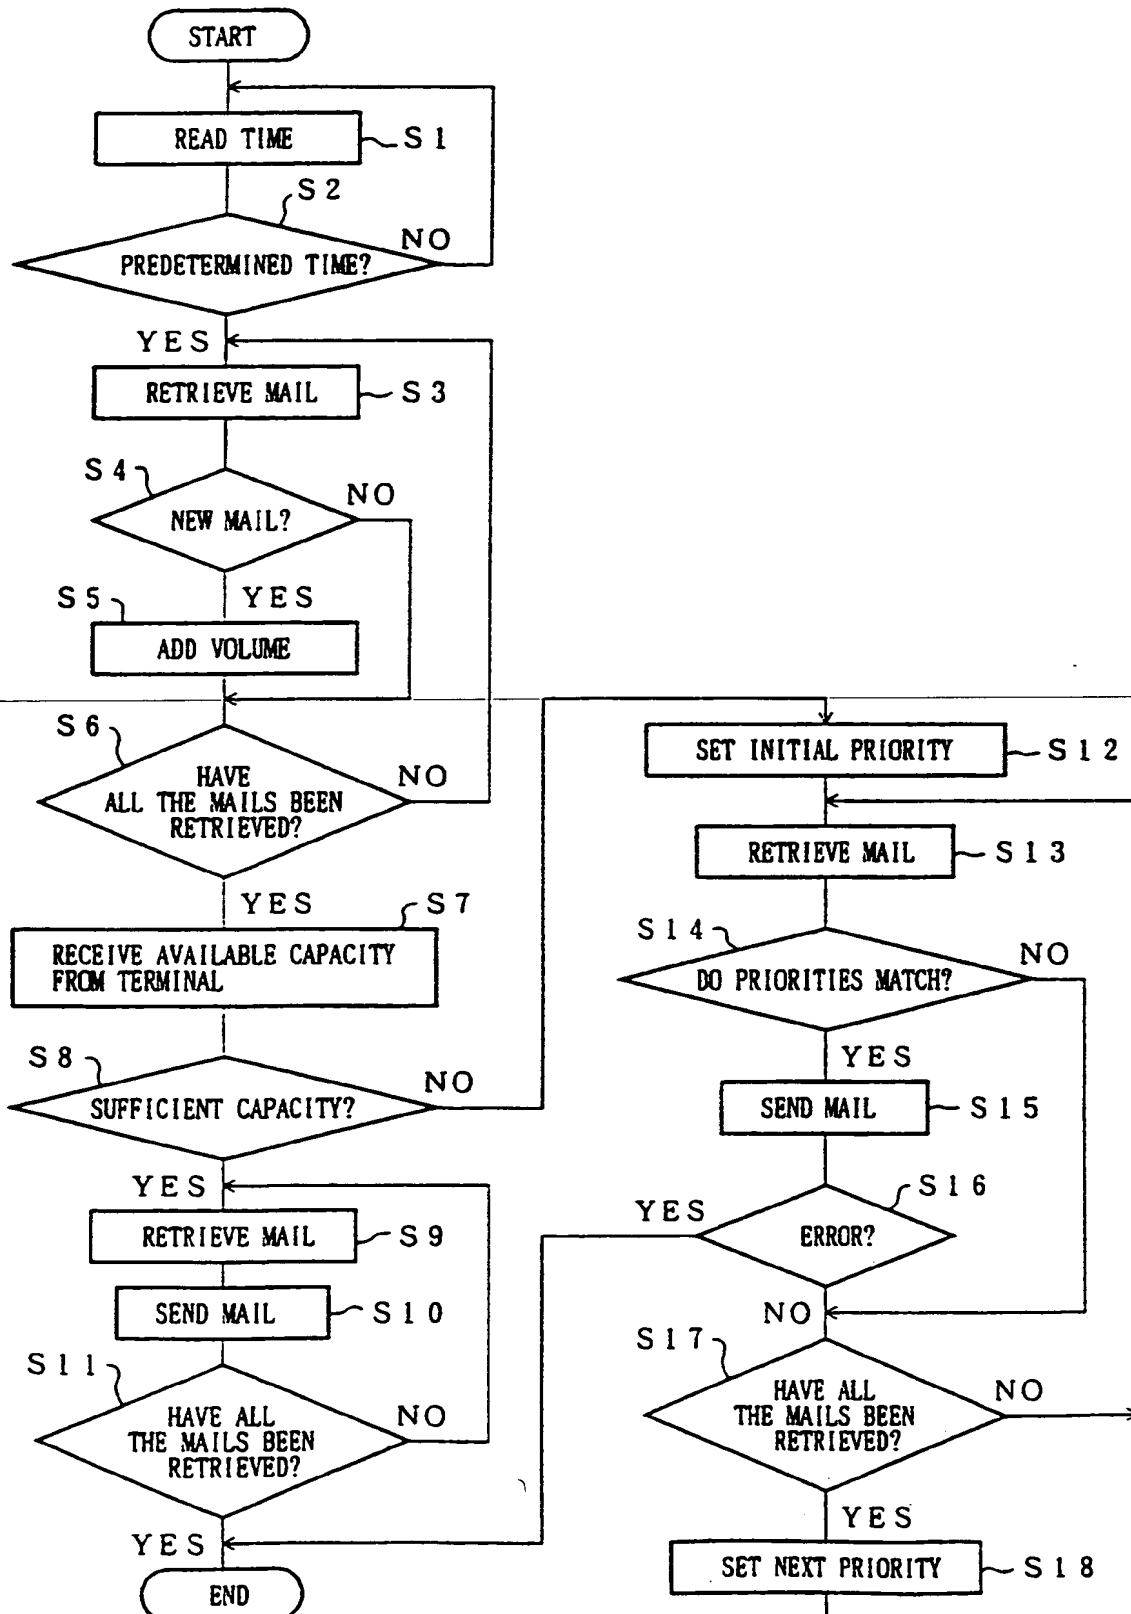 START
READ TIME
S1
S2
NO
PREDETERMINED TIME?
YES
RETRIEVE MAIL
S3
S4
NO
NEW MAIL?
YES
S5
ADD VOLUME
S6
NO
HAVE
ALL THE MAILS BEEN
RETRIEVED?
YES
S7
RECEIVE AVAILABLE CAPACITY
FROM TERMINAL
S8
NO
SUFFICIENT CAPACITY?
YES
RETRIEVE MAIL
S9
SEND MAIL
S10
S11
NO
HAVE ALL
THE MAILS BEEN
RETRIEVED?
YES
END
SET INITIAL PRIORITY
S12
RETRIEVE MAIL
S13
S14
NO
DO PRIORITIES MATCH?
YES
SEND MAIL
S15
S16
YES
ERROR?
NO
S17
NO
HAVE ALL
THE MAILS BEEN
RETRIEVED?
YES
SET NEXT PRIORITY
S18